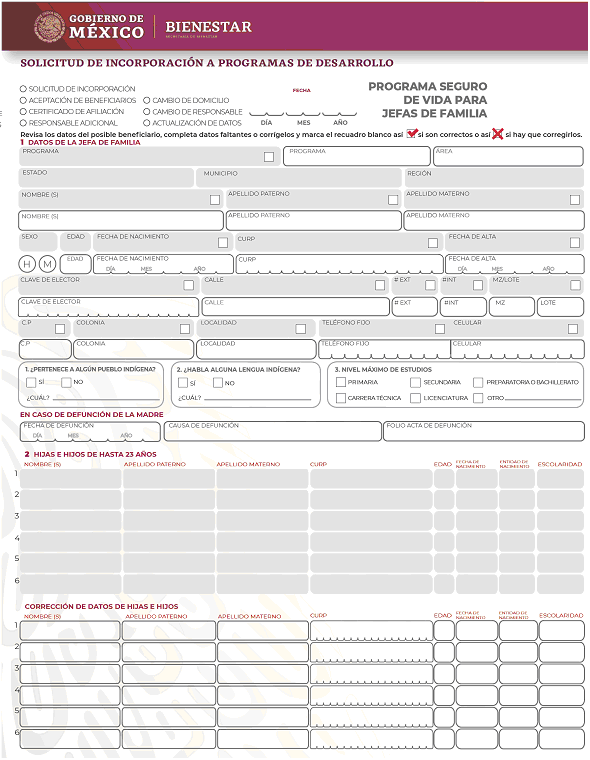 GOBIERNO DE
MÉXICO
BIENESTAR
SECRETARÍA DE BIENESTAR
SOLICITUD DE INCORPORACIÓN A PROGRAMAS DE DESARROLLO
SOLICITUD DE INCORPORACIÓN
ACEPTACIÓN DE BENEFICIARIOS
CERTIFICADO DE AFILIACIÓN
RESPONSABLE ADICIONAL
CAMBIO DE DOMICILIO
CAMBIO DE RESPONSABLE
ACTUALIZACIÓN DE DATOS
FECHA
DÍA MES AÑO
PROGRAMA SEGURO
DE VIDA PARA
JEFAS DE FAMILIA
Revisa los datos del posible beneficiario, completa datos faltantes o corrígelos y marca el recuadro blanco así si son correctos o así si hay que corregirlos.
1 DATOS DE LA JEFA DE FAMILIA
PROGRAMA PROGRAMA ÁREA
ESTADO MUNICIPIO REGIÓN
NOMBRE (S) APELLIDO PATERNO APELLIDO MATERNO
NOMBRE (S) APELLIDO PATERNO APELLIDO MATERNO
SEXO EDAD FECHA DE NACIMIENTO CURP FECHA DE ALTA
H M EDAD FECHA DE NACIMIENTO CURP FECHA DE ALTA
DÍA MES AÑO DÍA MES AÑO
CLAVE DE ELECTOR CALLE # EXT #INT MZ/LOTE
CLAVE DE ELECTOR CALLE # EXT #INT MZ LOTE
C.P COLONIA LOCALIDAD TELÉFONO FIJO CELULAR
C.P COLONIA LOCALIDAD TELÉFONO FIJO CELULAR
1. ¿PERTENECE A ALGÚN PUEBLO INDÍGENA?
SÍ NO
¿CUÁL?
2. ¿HABLA ALGUNA LENGUA INDÍGENA?
SÍ NO
¿CUÁL?
3. NIVEL MÁXIMO DE ESTUDIOS
PRIMARIA SECUNDARIA PREPARATORIA O BACHILLERATO
CARRERA TÉCNICA LICENCIATURA OTRO
EN CASO DE DEFUNCIÓN DE LA MADRE
FECHA DE DEFUNCIÓN CAUSA DE DEFUNCIÓN FOLIO ACTA DE DEFUNCIÓN
DÍA MES AÑO
2 HIJAS E HIJOS DE HASTA 23 AÑOS
NOMBRE (S) APELLIDO PATERNO APELLIDO MATERNO CURP EDAD FECHA DE NACIMIENTO ENTIDAD DE NACIMIENTO ESCOLARIDAD
1
2
3
4
5
6
CORRECCIÓN DE DATOS DE HIJAS E HIJOS
NOMBRE (S) APELLIDO PATERNO APELLIDO MATERNO CURP EDAD FECHA DE NACIMIENTO ENTIDAD DE NACIMIENTO ESCOLARIDAD
1
2
3
4
5
6